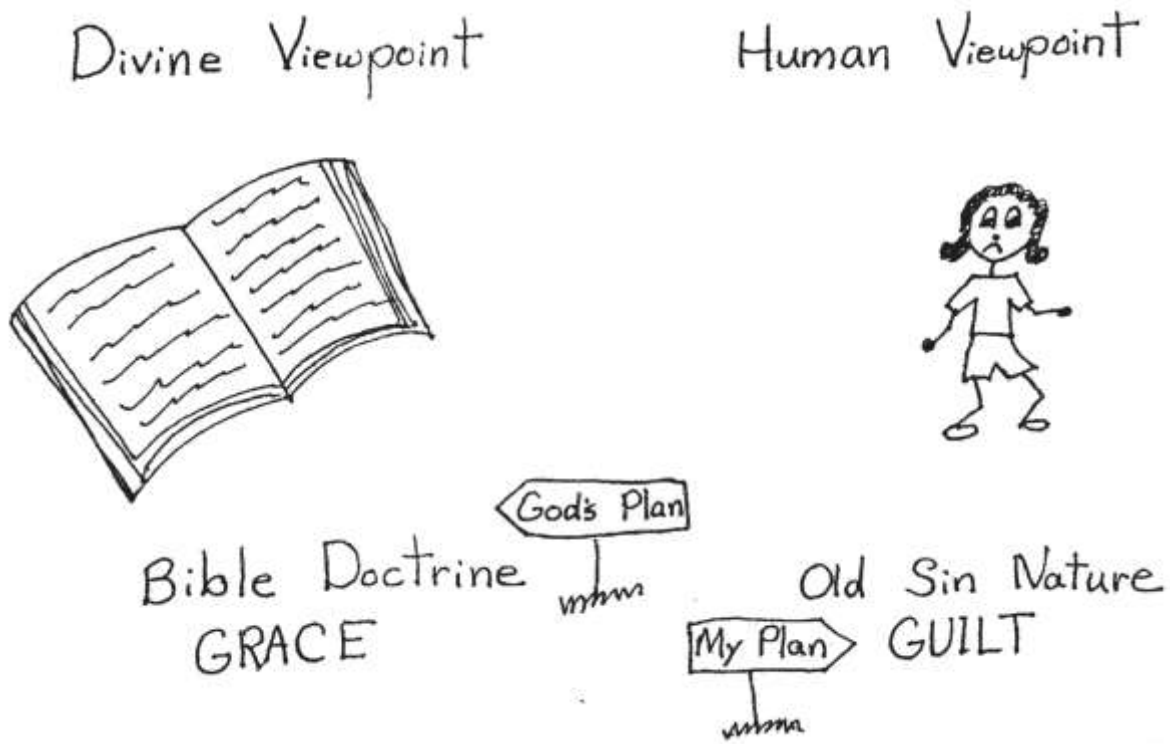 Divine Viewpoint
Human Viewpoint
God's Plan
Bible Doctrine
GRACE
Old Sin Nature
GUILT
My Plan